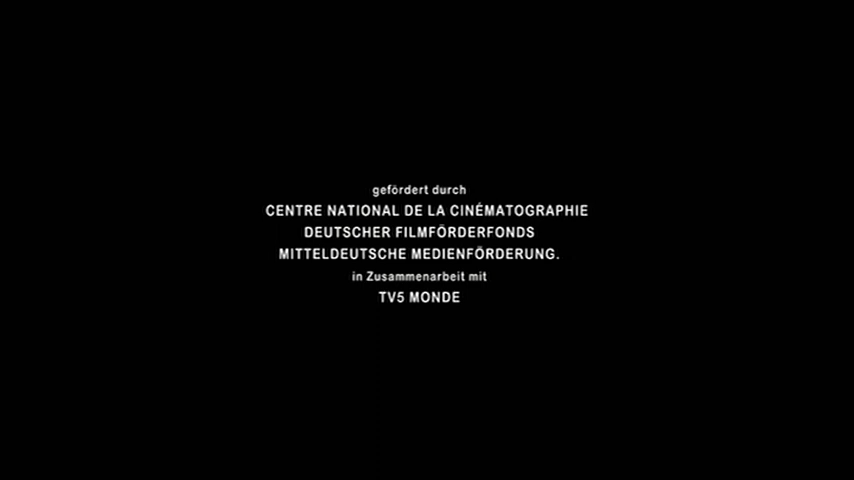 gefördert durch
CENTRE NATIONAL DE LA CINÉMATOGRAPHIE
DEUTSCHER FILMFÖRDERFONDS
MITTELDEUTSCHE MEDIENFÖRDERUNG.
in Zusammenarbeit mit
TV5 MONDE